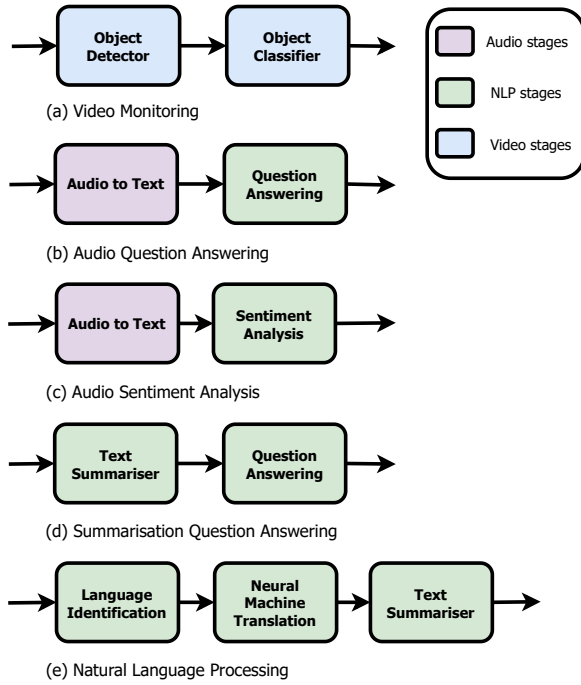 Object
Detector
Object
Classifier
(a) Video Monitoring
Audio stages
NLP stages
Video stages
Audio to Text
Question
Answering
(b) Audio Question Answering
Audio to Text
Sentiment
Analysis
(c) Audio Sentiment Analysis
Text
Summariser
Question
Answering
(d) Summarisation Question Answering
Language
Identification
Neural
Machine
Translation
Text
Summariser
(e) Natural Language Processing